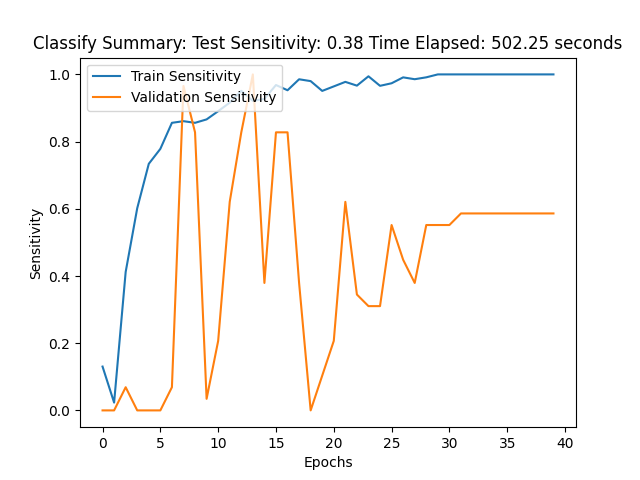 Classify Summary: Test Sensitivity: 0.38 Time Elapsed: 502.25 seconds
Train Sensitivity
Validation Sensitivity
1.0
0.8
0.6
0.4
0.2
0.0
Sensitivity
0 5 10 15 20 25 30 35 40
Epochs